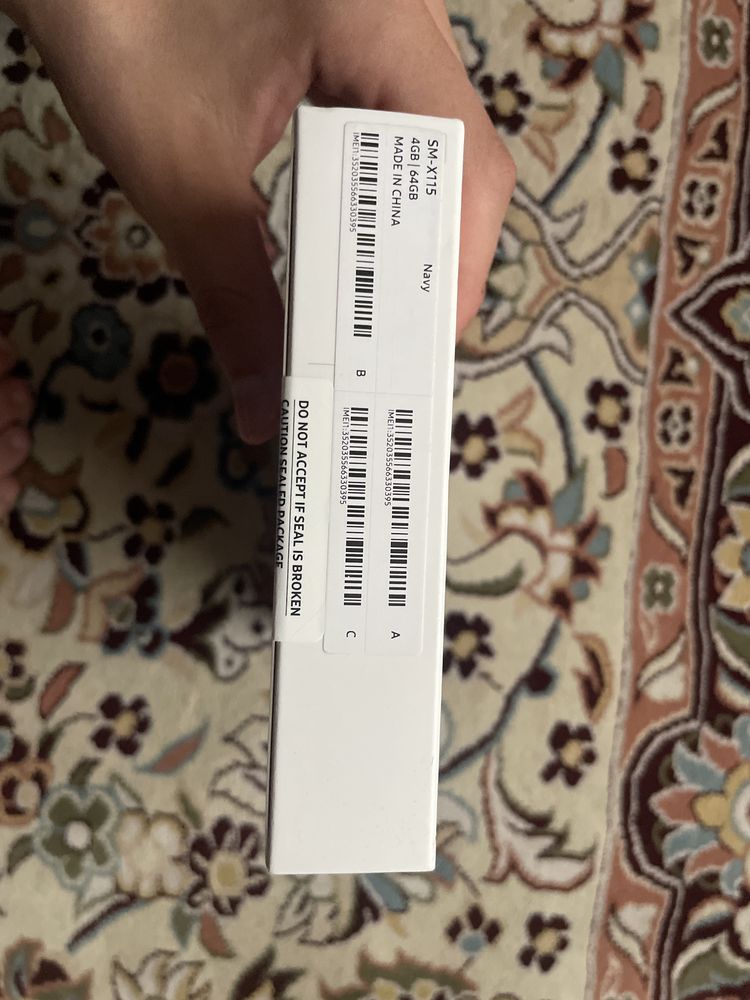 SM-X115
Navy
4GB | 64GB
MADE IN CHINA
IMEI1:352035566330395
B
IMEI1:352035566330395
A
IMEI1:352035566330395
C
DO NOT ACCEPT IF SEAL IS BROKEN
CAUTION SEALED PACKAGE